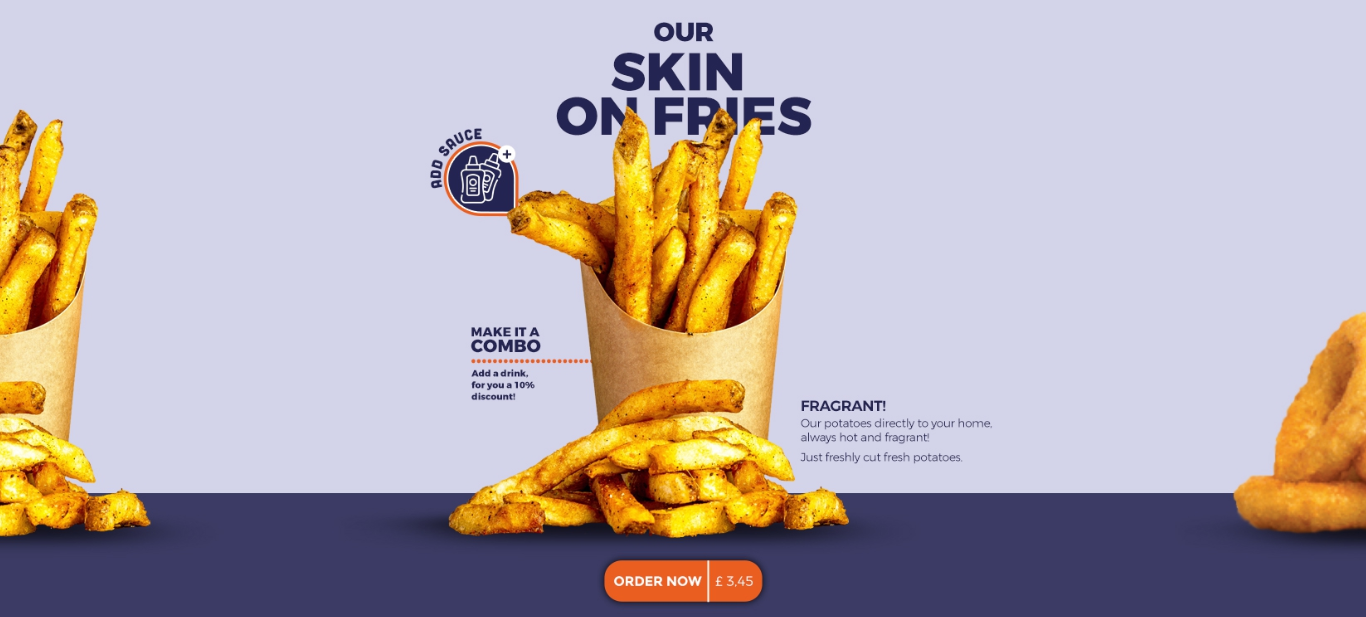 OUR
SKIN
ON FRIES
ADD SAUCE
+
MAKE IT A
COMBO
Add a drink,
for you a 10%
discount!
FRAGRANT!
Our potatoes directly to your home,
always hot and fragrant!
Just freshly cut fresh potatoes.
ORDER NOW £ 3,45